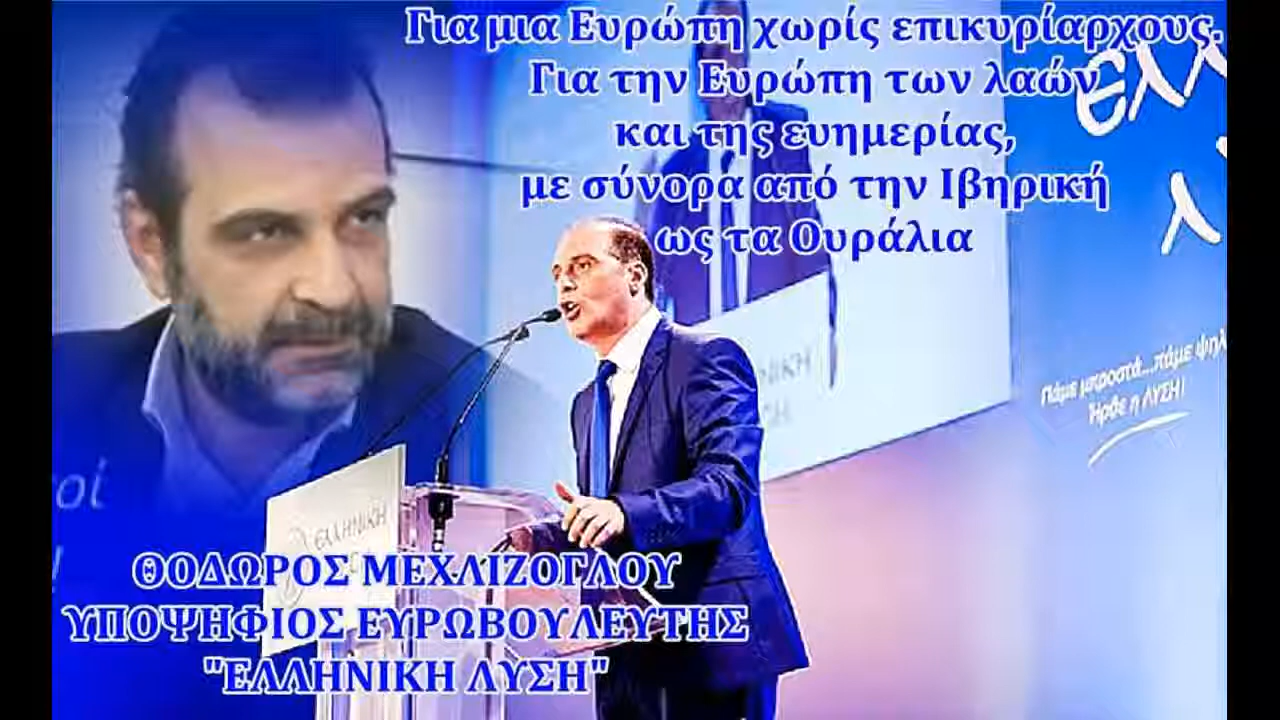 Για μια Ευρώπη χωρίς επικυρίαρχους.
Για την Ευρώπη των λαών
και της ευημερίας,
με σύνορα από την Ιβηρική
ως τα Ουράλια
Πάμε μπροστά...πάμε ψηλ
Ήρθε η ΛΥΣΗ!
ΕΛΛΗΝΙΚΗ
ΘΟΔΩΡΟΣ ΜΕΧΛΙΖΟΓΛΟΥ
ΥΠΟΨΗΦΙΟΣ ΕΥΡΩΒΟΥΛΕΥΤΗΣ
"ΕΛΛΗΝΙΚΗ ΛΥΣΗ"